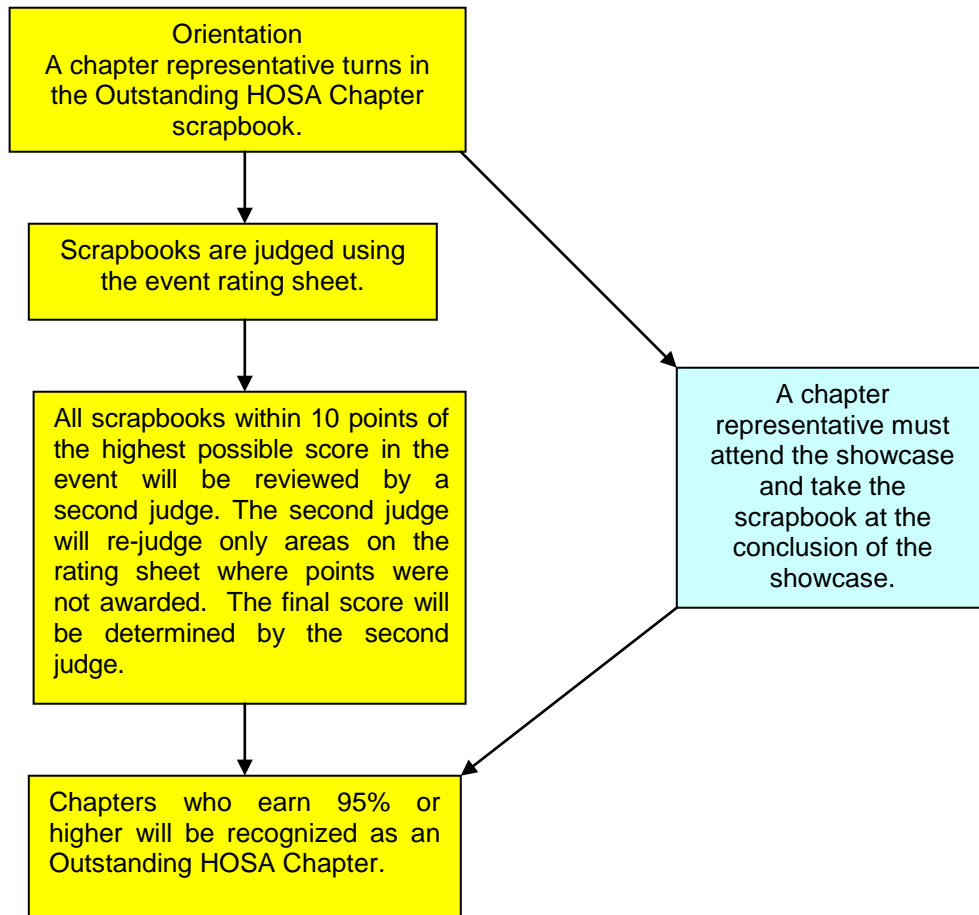 Orientation
A chapter representative turns in
the Outstanding HOSA Chapter
scrapbook.
Scrapbooks are judged using
the event rating sheet.
All scrapbooks within 10 points of
the highest possible score in the
event will be reviewed by a
second judge. The second judge
will re-judge only areas on the
rating sheet where points were
not awarded. The final score will
be determined by the second
judge.
A chapter
representative must
attend the showcase
and take the
scrapbook at the
conclusion of the
showcase.
Chapters who earn 95% or
higher will be recognized as an
Outstanding HOSA Chapter.